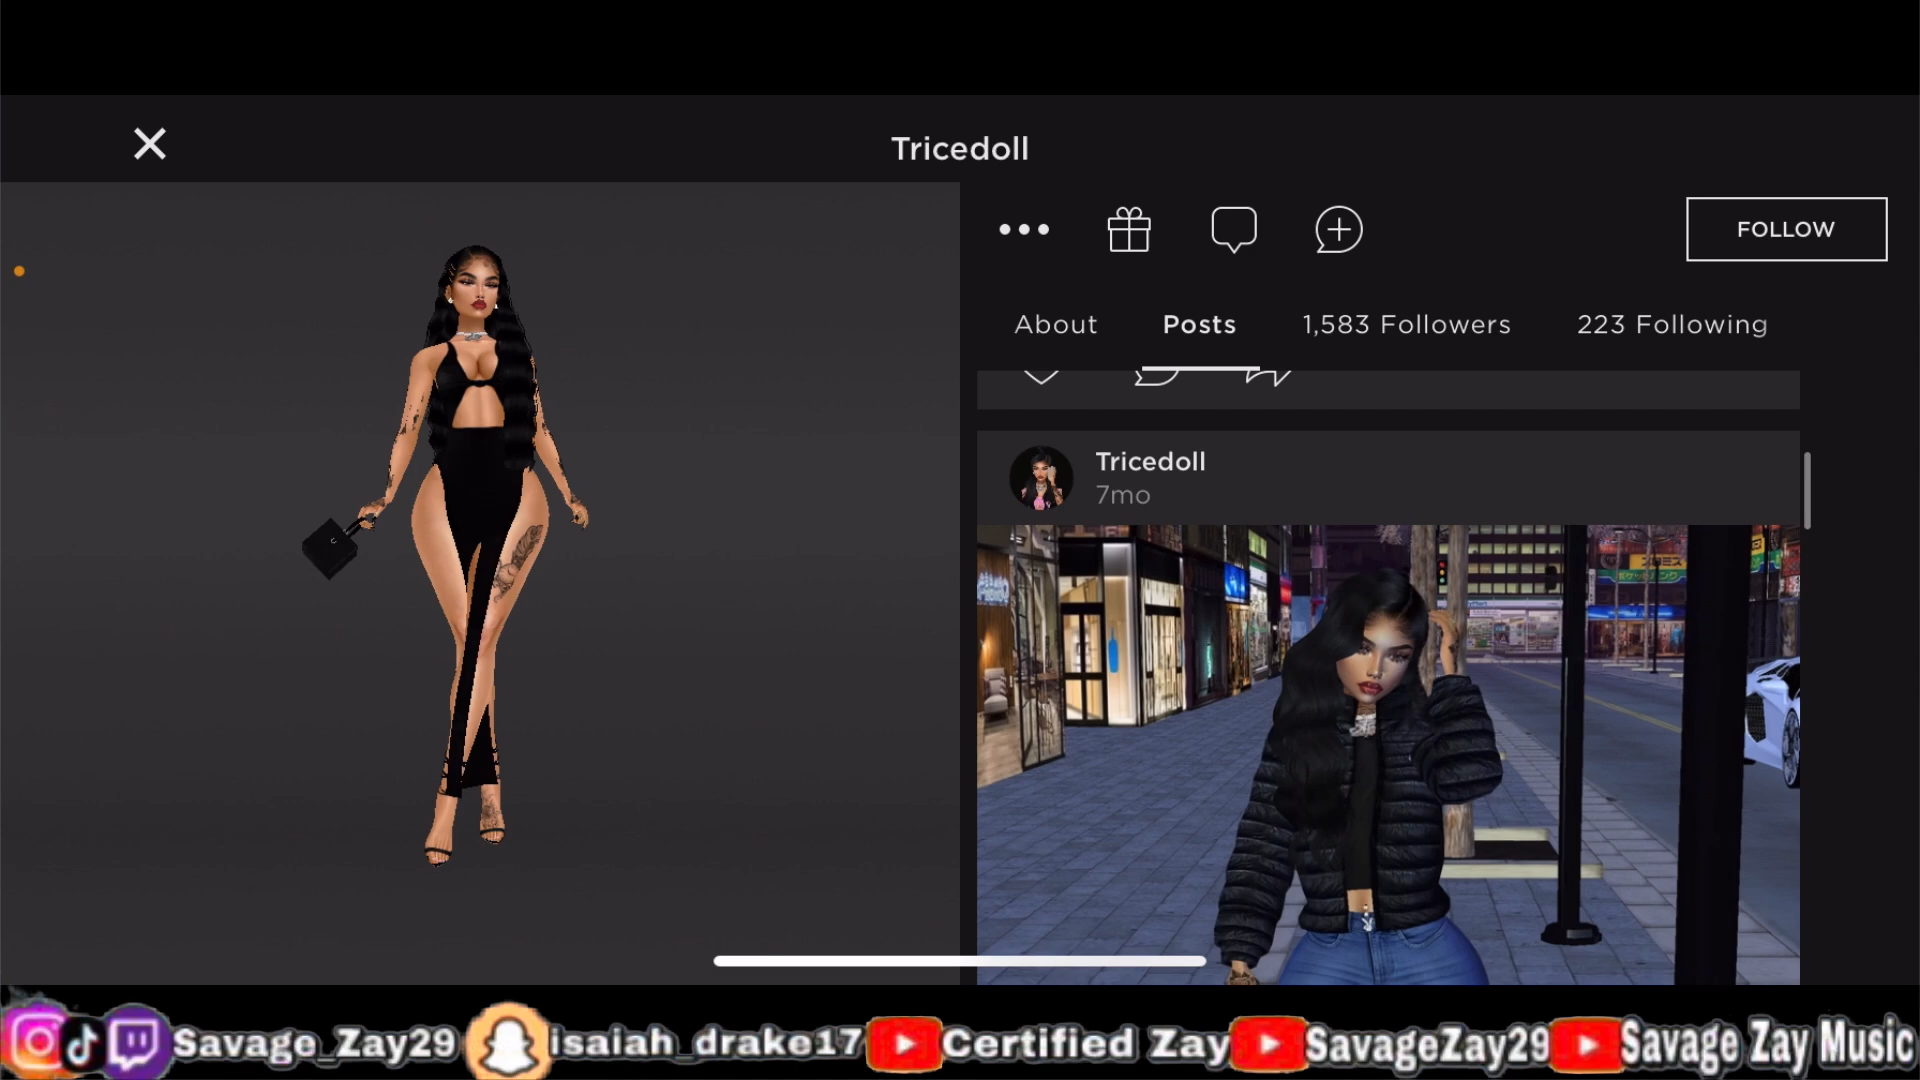 Tricedoll
FOLLOW
About Posts 1,583 Followers 223 Following
Tricedoll
7mo
Savage_Zay29 isaiah_drake17 Certified Zay SavageZay29 Savage Zay Music